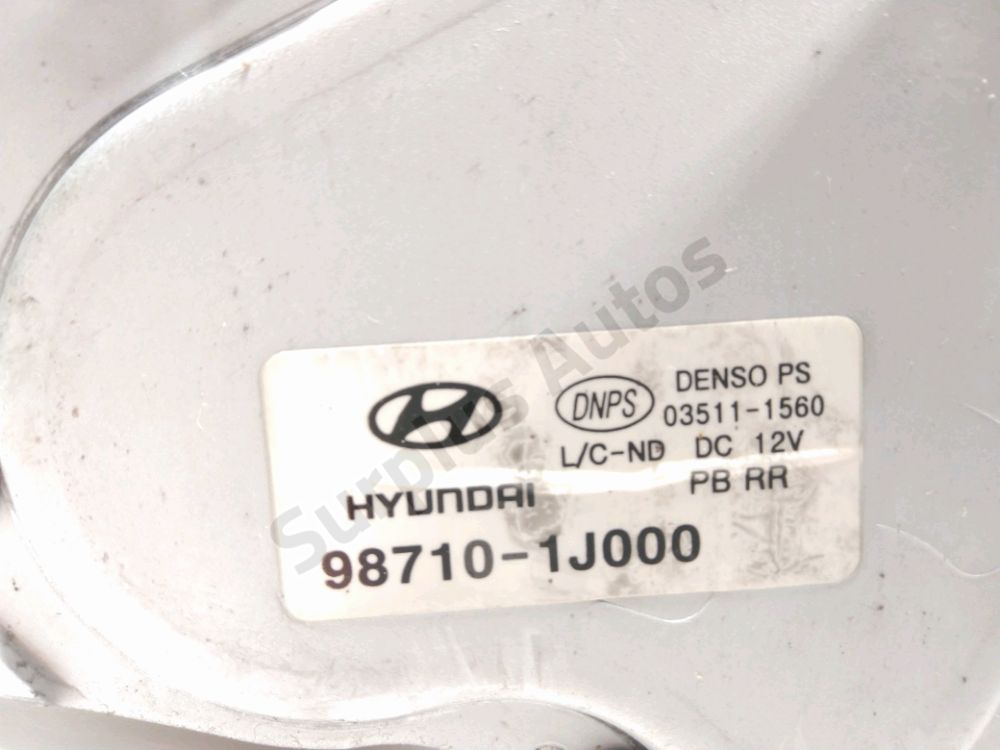 DENSO PS
DNPS
03511-1560
L/C-ND DC 12V
PB RR
HYUNDAI
98710-1J000
Surplus Autos